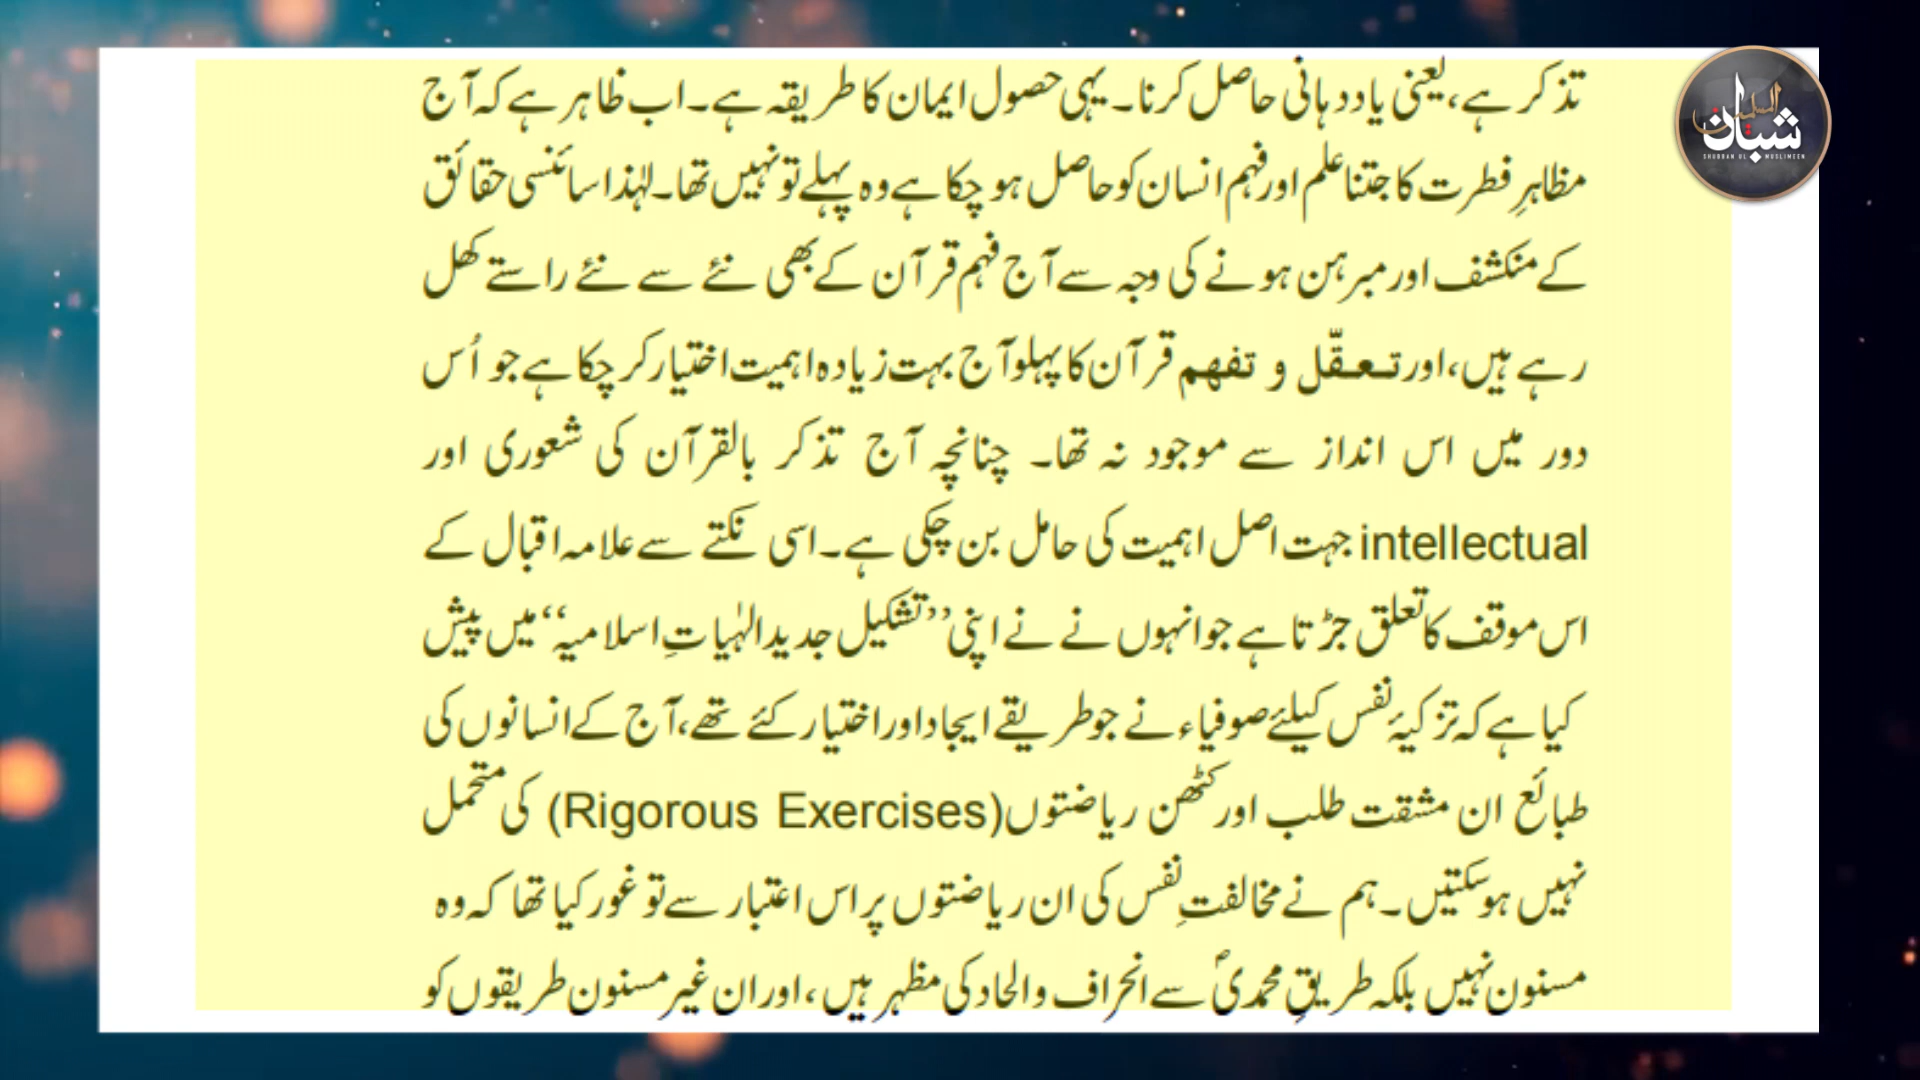 تذکر ہے، یعنی یاددہانی حاصل کرنا۔ یہی حصول ایمان کا طریقہ ہے۔ اب ظاہر ہے کہ آج
مظاہرِ فطرت کا جتنا علم اور فہم انسان کو حاصل ہو چکا ہے وہ پہلے تو نہیں تھا۔ لہٰذا سائنسی حقائق
کے منکشف اور مبرہن ہونے کی وجہ سے آج فہم قرآن کے بھی نئے سے نئے راستے کھل
رہے ہیں، اور تعقّل و تفہم قرآن کا پہلو آج بہت زیادہ اہمیت اختیار کر چکا ہے جو اُس
دور میں اس انداز سے موجود نہ تھا۔ چنانچہ آج تذکر بالقرآن کی شعوری اور
intellectual جہت اصل اہمیت کی حامل بن چکی ہے۔ اسی نکتے سے علامہ اقبال کے
اس موقف کا تعلق جڑتا ہے جو انہوں نے نے اپنی ’’تشکیل جدید الٰہیاتِ اسلامیہ‘‘ میں پیش
کیا ہے کہ تزکیۂ نفس کیلئے صوفیاء نے جو طریقے ایجاد اور اختیار کئے تھے، آج کے انسانوں کی
طبائع ان مشقت طلب اور کٹھن ریاضتوں (Rigorous Exercises) کی متحمل
نہیں ہو سکتیں۔ ہم نے مخالفتِ نفس کی ان ریاضتوں پر اس اعتبار سے تو غور کیا تھا کہ وہ
مسنون نہیں بلکہ طریقِ محمدیؐ سے انحراف و الحاد کی مظہر ہیں، اور ان غیر مسنون طریقوں کو
شبان المسلمین
SHUBBAN UL MUSLIMEEN